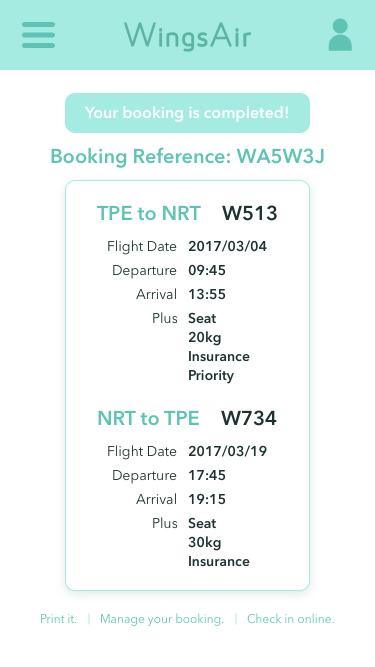 WingsAir
Your booking is completed!
Booking Reference: WA5W3J
TPE to NRT W513
Flight Date 2017/03/04
Departure 09:45
Arrival 13:55
Plus Seat
20kg
Insurance
Priority
NRT to TPE W734
Flight Date 2017/03/19
Departure 17:45
Arrival 19:15
Plus Seat
30kg
Insurance
Print it. | Manage your booking. | Check in online.